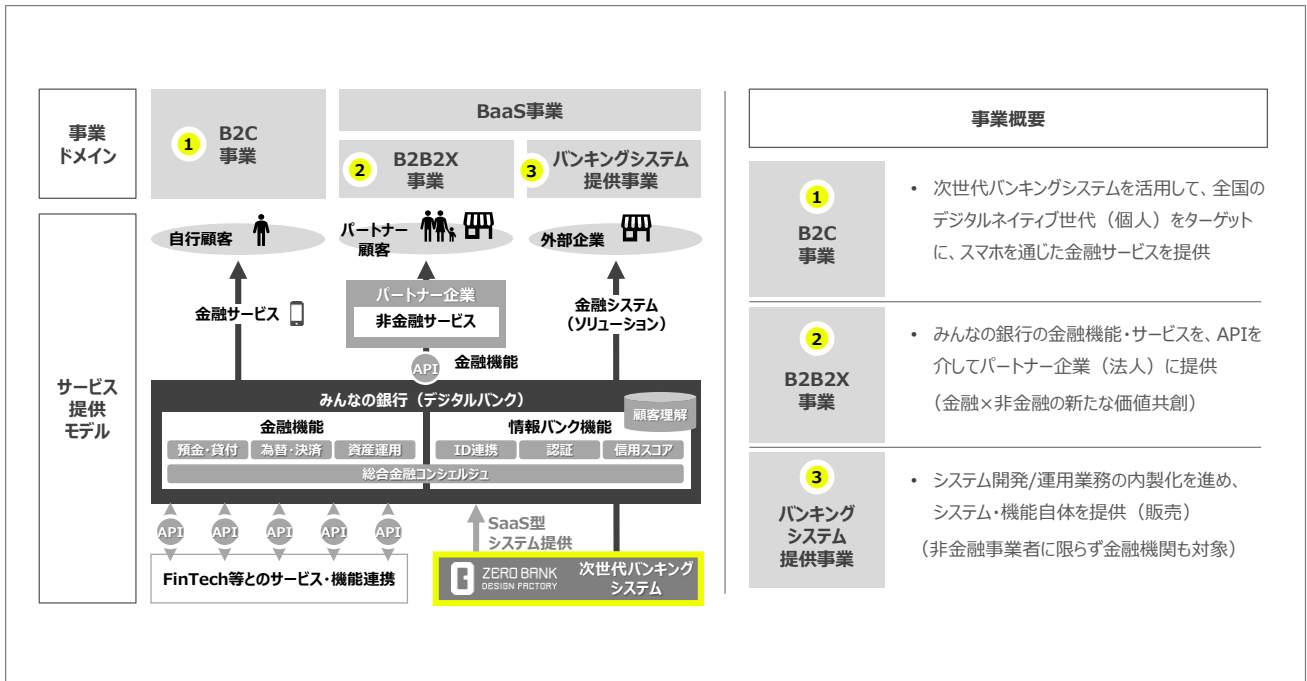 事業
ドメイン
1
B2C
事業
BaaS事業
2
B2B2X
事業
3
バンキングシステム
提供事業
サービス
提供
モデル
自行顧客
パートナー
顧客
外部企業
金融サービス
パートナー企業
非金融サービス
金融システム
(ソリューション)
API
金融機能
みんなの銀行(デジタルバンク)
顧客理解
金融機能
情報バンク機能
預金・貸付
為替・決済
資産運用
ID連携
認証
信用スコア
総合金融コンシェルジュ
API
API
API
API
API
SaaS型
システム提供
FinTech等とのサービス・機能連携
ZERO BANK
DESIGN FACTORY
次世代バンキング
システム
事業概要
1
B2C
事業
• 次世代バンキングシステムを活用して、全国の
デジタルネイティブ世代(個人)をターゲット
に、スマホを通じた金融サービスを提供
2
B2B2X
事業
• みんなの銀行の金融機能・サービスを、APIを
介してパートナー企業(法人)に提供
(金融×非金融の新たな価値共創)
3
バンキング
システム
提供事業
• システム開発/運用業務の内製化を進め、
システム・機能自体を提供(販売)
(非金融事業者に限らず金融機関も対象)